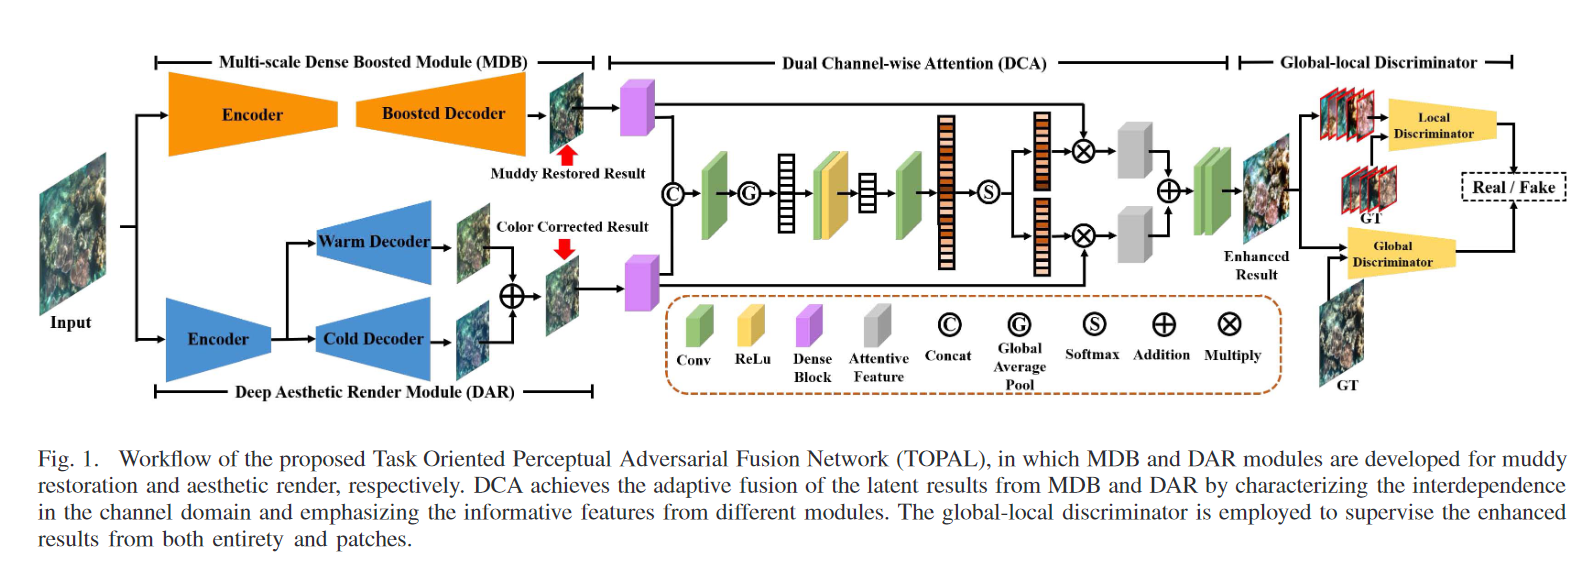 Multi-scale Dense Boosted Module (MDB)
Dual Channel-wise Attention (DCA)
Global-local Discriminator
Encoder
Boosted Decoder
Muddy Restored Result
Input
Warm Decoder
Color Corrected Result
Encoder
Cold Decoder
Deep Aesthetic Render Module (DAR)
C
G
S
Enhanced
Result
Local
Discriminator
GT
Real / Fake
Global
Discriminator
GT
Conv
ReLu
Dense
Block
Attentive
Feature
C
Concat
G
Global
Average
Pool
S
Softmax
Addition
Multiply
Fig. 1. Workflow of the proposed Task Oriented Perceptual Adversarial Fusion Network (TOPAL), in which MDB and DAR modules are developed for muddy
restoration and aesthetic render, respectively. DCA achieves the adaptive fusion of the latent results from MDB and DAR by characterizing the interdependence
in the channel domain and emphasizing the informative features from different modules. The global-local discriminator is employed to supervise the enhanced
results from both entirety and patches.